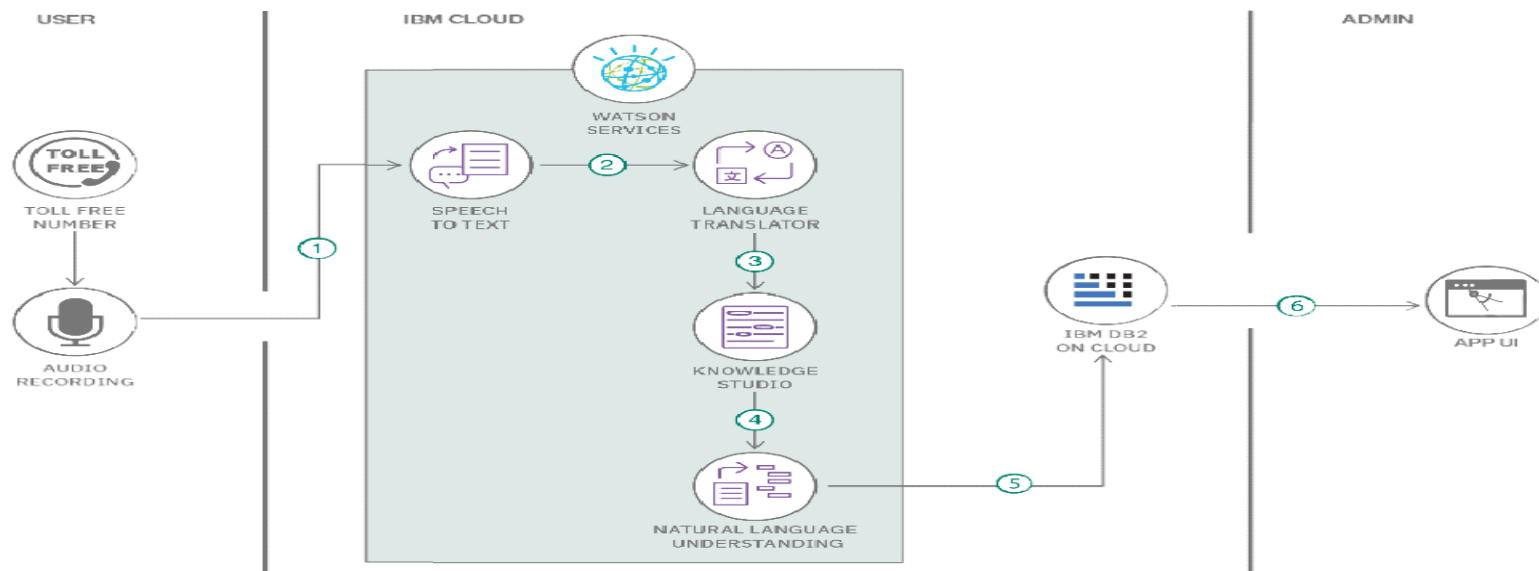 USER
IBM CLOUD
ADMIN
WATSON
SERVICES
TOLL
FREE
TOLL FREE
NUMBER
1
SPEECH
TO TEXT
2
A
文
LANGUAGE
TRANSLATOR
3
AUDIO
RECORDING
KNOWLEDGE
STUDIO
4
NATURAL LANGUAGE
UNDERSTANDING
5
IBM DB2
ON CLOUD
6
APP UI